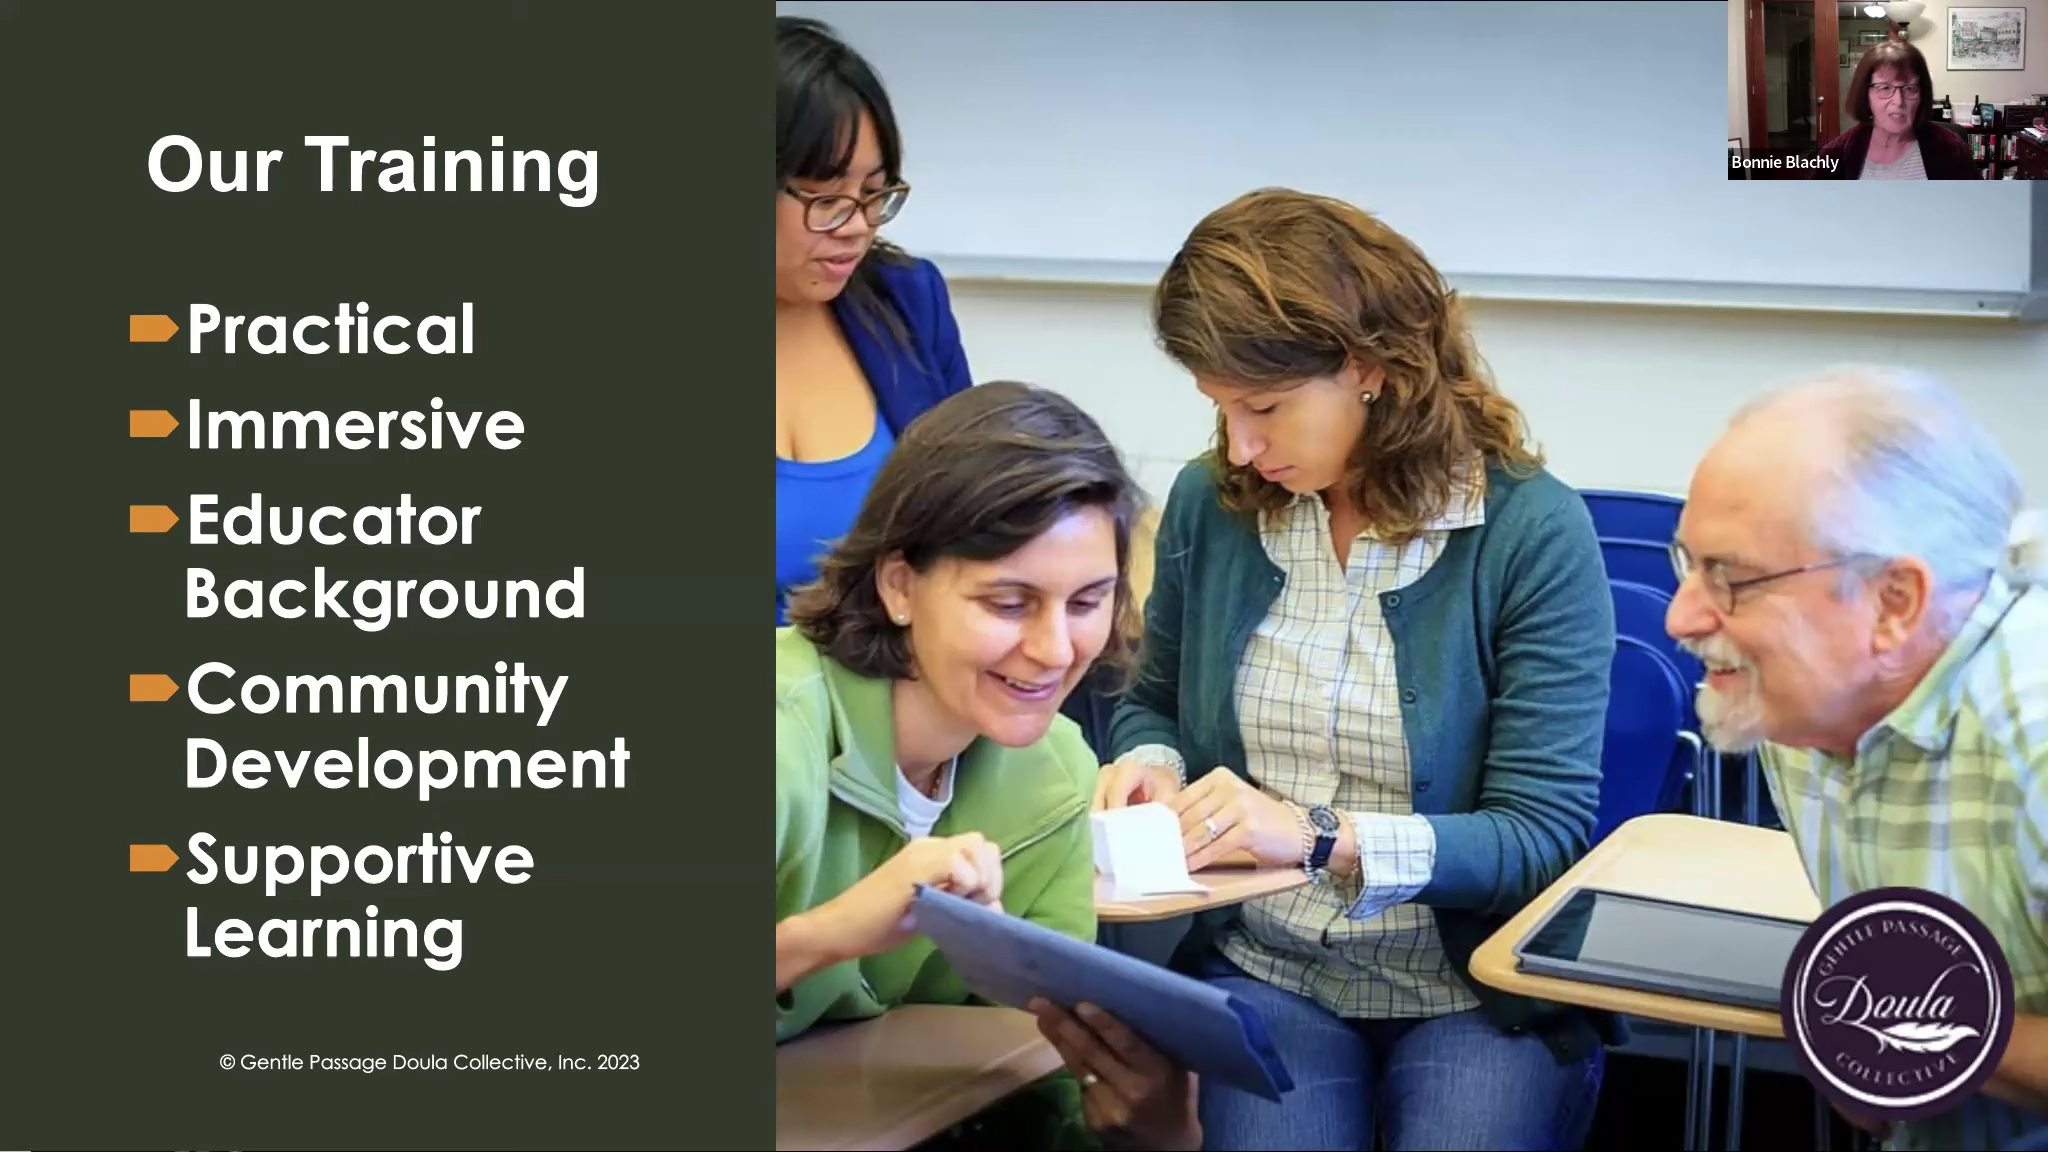 Our Training
Practical
Immersive
Educator
Background
Community
Development
Supportive
Learning
© Gentle Passage Doula Collective, Inc. 2023
Bonnie Blachly
GENTLE PASSAGE
Doula
COLLECTIVE